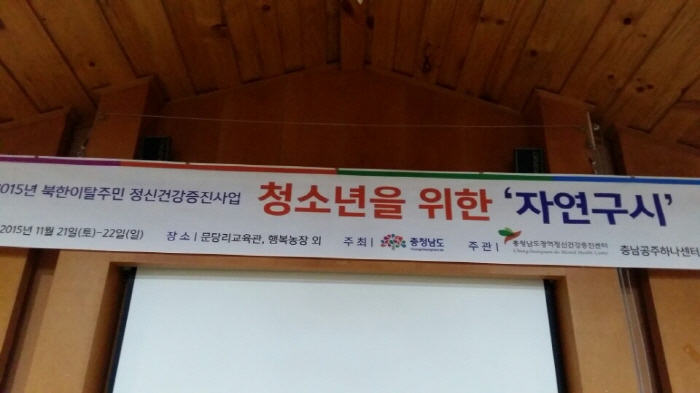 2015년 북한이탈주민 정신건강증진사업 청소년을 위한 '자연구시'
2015년 11월 21일(토)-22일(일) 장 소 | 문당리교육관, 행복농장 외 주 최 | 충청남도 주 관 | 충청남도광역정신건강증진센터 충남공주하나센터